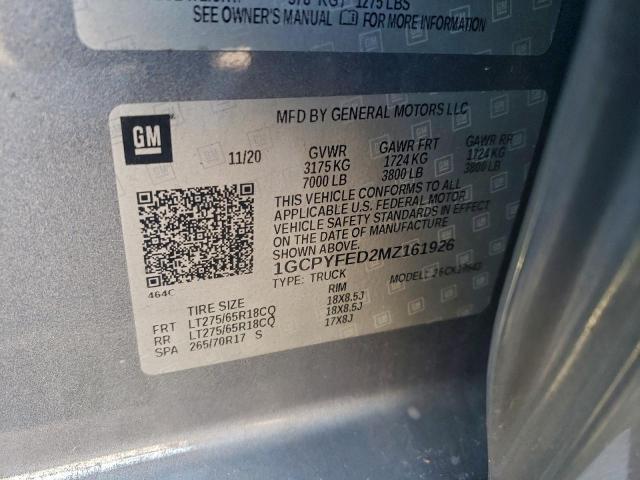 1275 LBS
SEE OWNER'S MANUAL FOR MORE DETAILS
GM
MFD BY GENERAL MOTORS LLC
11/20
GVWR GAWR FRT GAWR RR
3175 KG 1724 KG 1724 KG
7000 LB 3800 LB 3800 LB
THIS VEHICLE CONFORMS TO ALL
APPLICABLE U.S. FEDERAL MOTOR
VEHICLE SAFETY STANDARDS IN EFFECT
ON THE DATE OF MANUFACTURE
SHOWN ABOVE.
1GCPYFED2MZ161926
TYPE: TRUCK MODEL:
464C
TIRE SIZE RIM
FRT LT275/65R18CQ 18X8.5J
RR LT275/65R18CQ 18X8.5J
SPA 265/70R17 S 17X8J